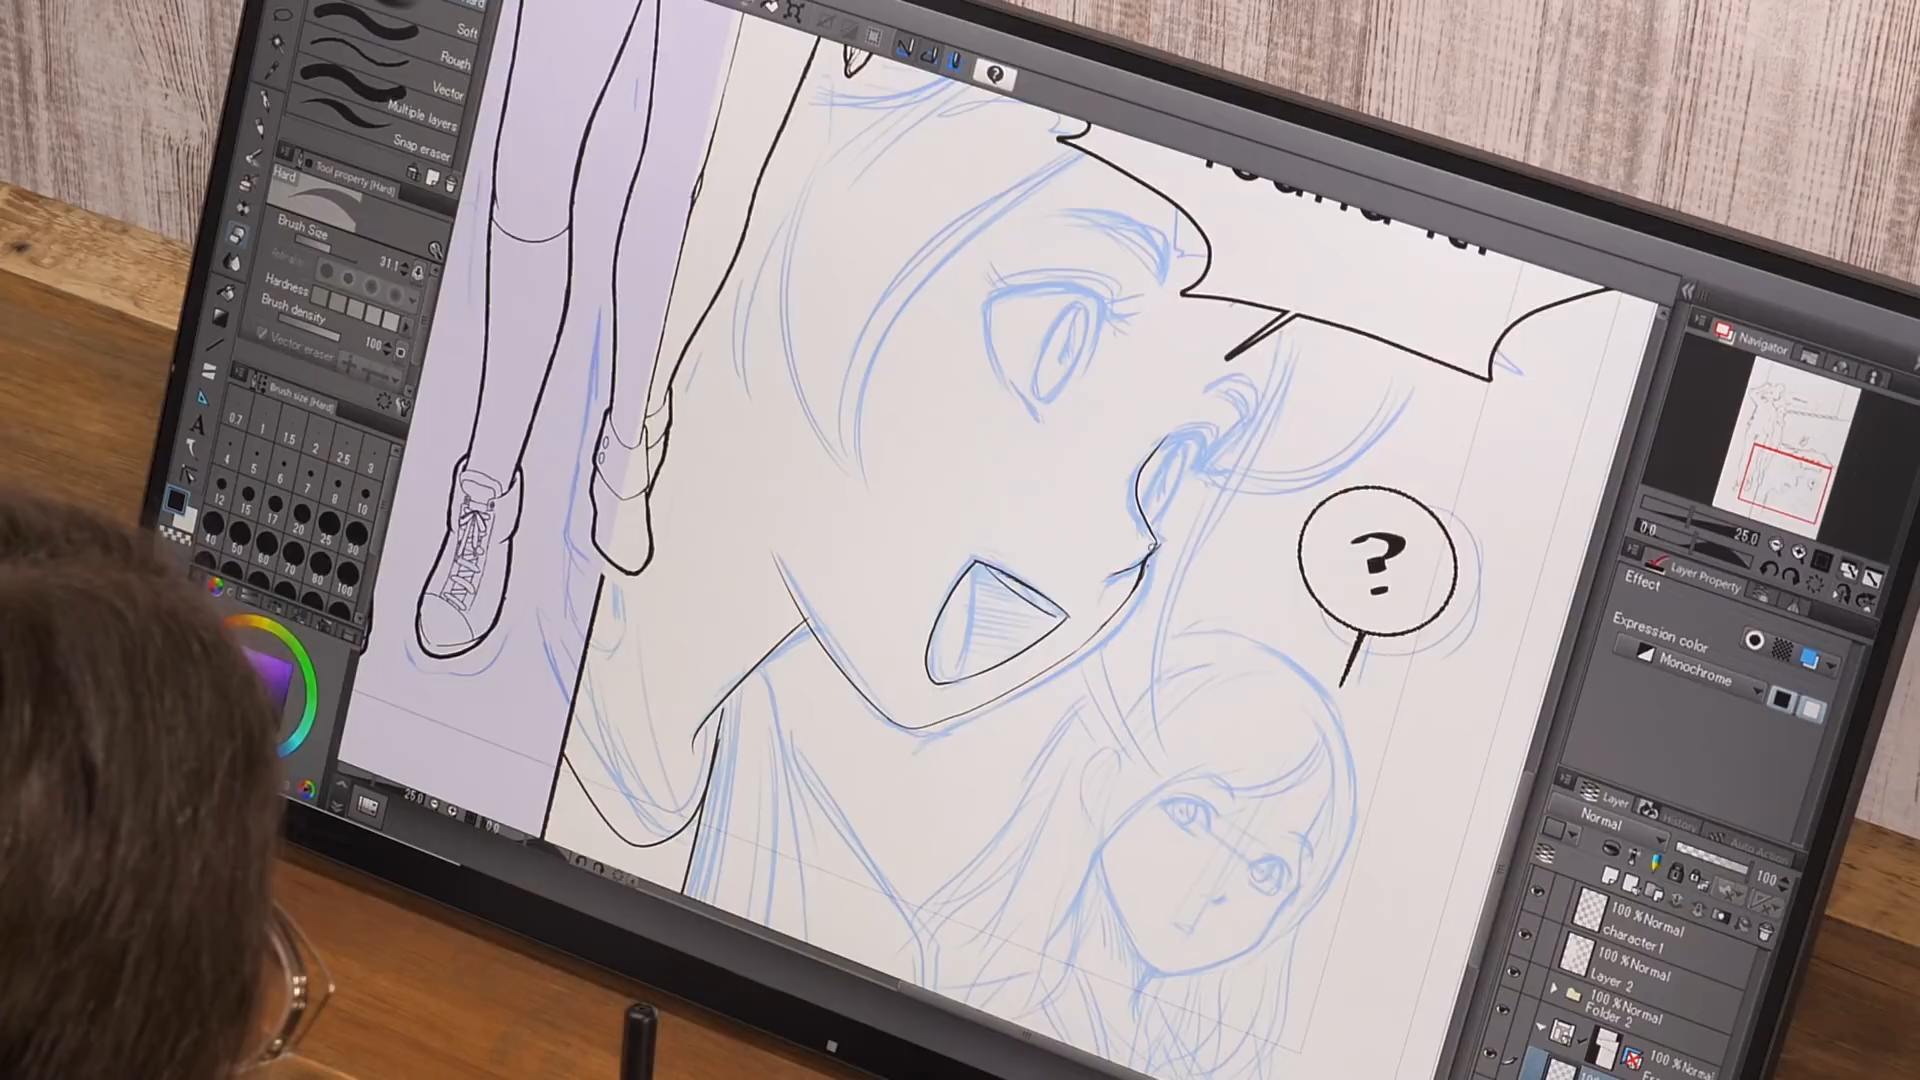 Hard
Soft
Rough
Vector
Multiple layers
Snap eraser
Tool property [Hard]
Hard
Brush Size
31.1
Hardness
Brush density
100
Vector eraser
Brush size [Hard]
0.7 1 1.5 2 2.5 3
4 5 6 7 8 10
12 15 17 20 25 30
40 50 60 70 80 100
25.0
0.0
?
Navigator
25.0
0.0
Layer Property
Effect
Expression color
Monochrome
Layer
History
Auto Action
Normal
100
100 % Normal
character1
100 % Normal
Layer 2
100 % Normal
Folder 2
100 % Normal